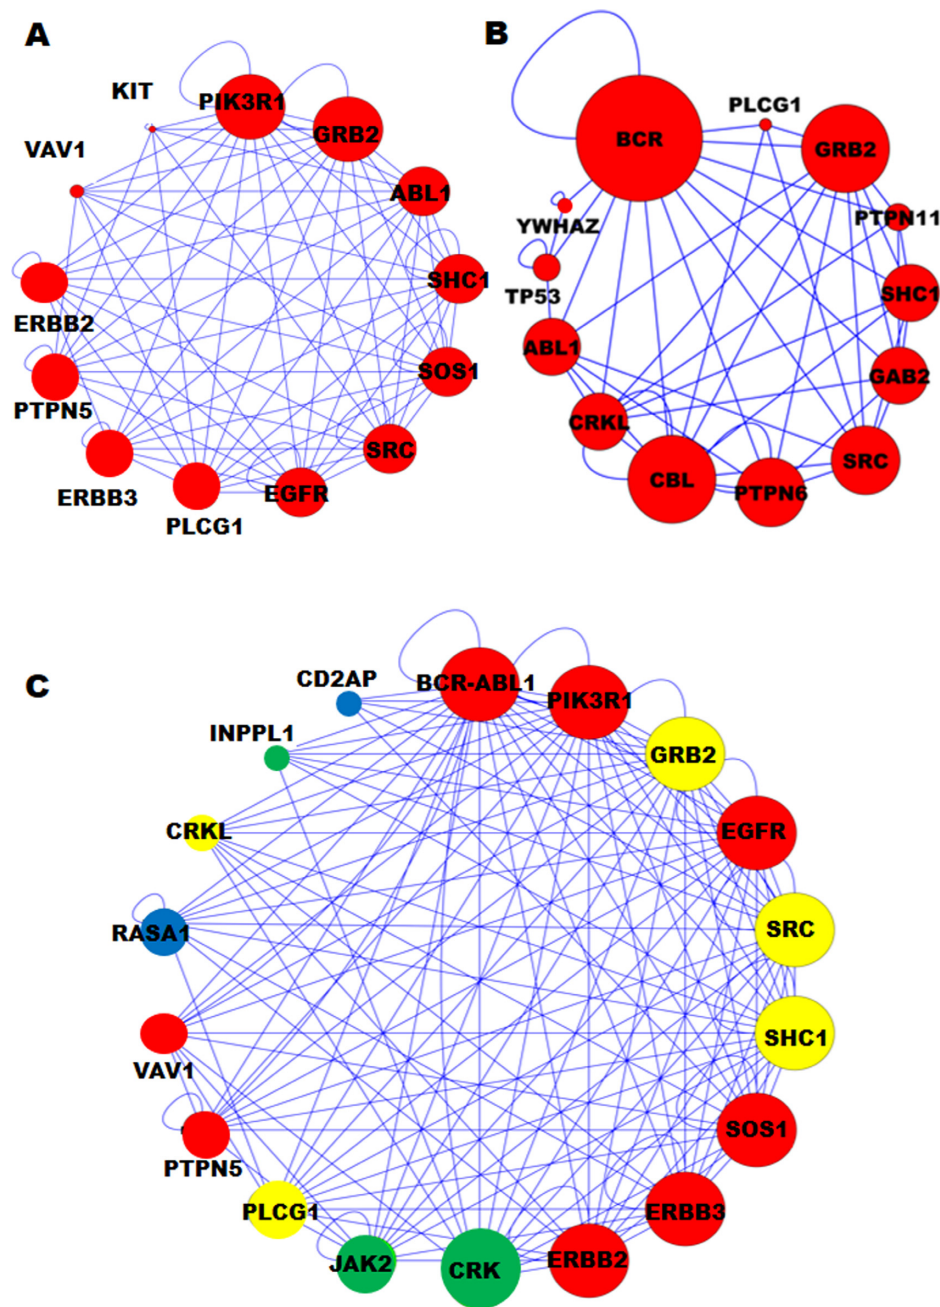 A
KIT
PIK3R1
GRB2
VAV1
ABL1
SHC1
ERBB2
SOS1
PTPN5
SRC
ERBB3
EGFR
PLCG1
B
PLCG1
BCR
GRB2
YWHAZ
PTPN11
TP53
SHC1
ABL1
GAB2
CRKL
SRC
CBL
PTPN6
C
CD2AP
BCR-ABL1
PIK3R1
INPPL1
GRB2
CRKL
EGFR
RASA1
SRC
SHC1
VAV1
SOS1
PTPN5
PLCG1
ERBB3
JAK2
CRK
ERBB2